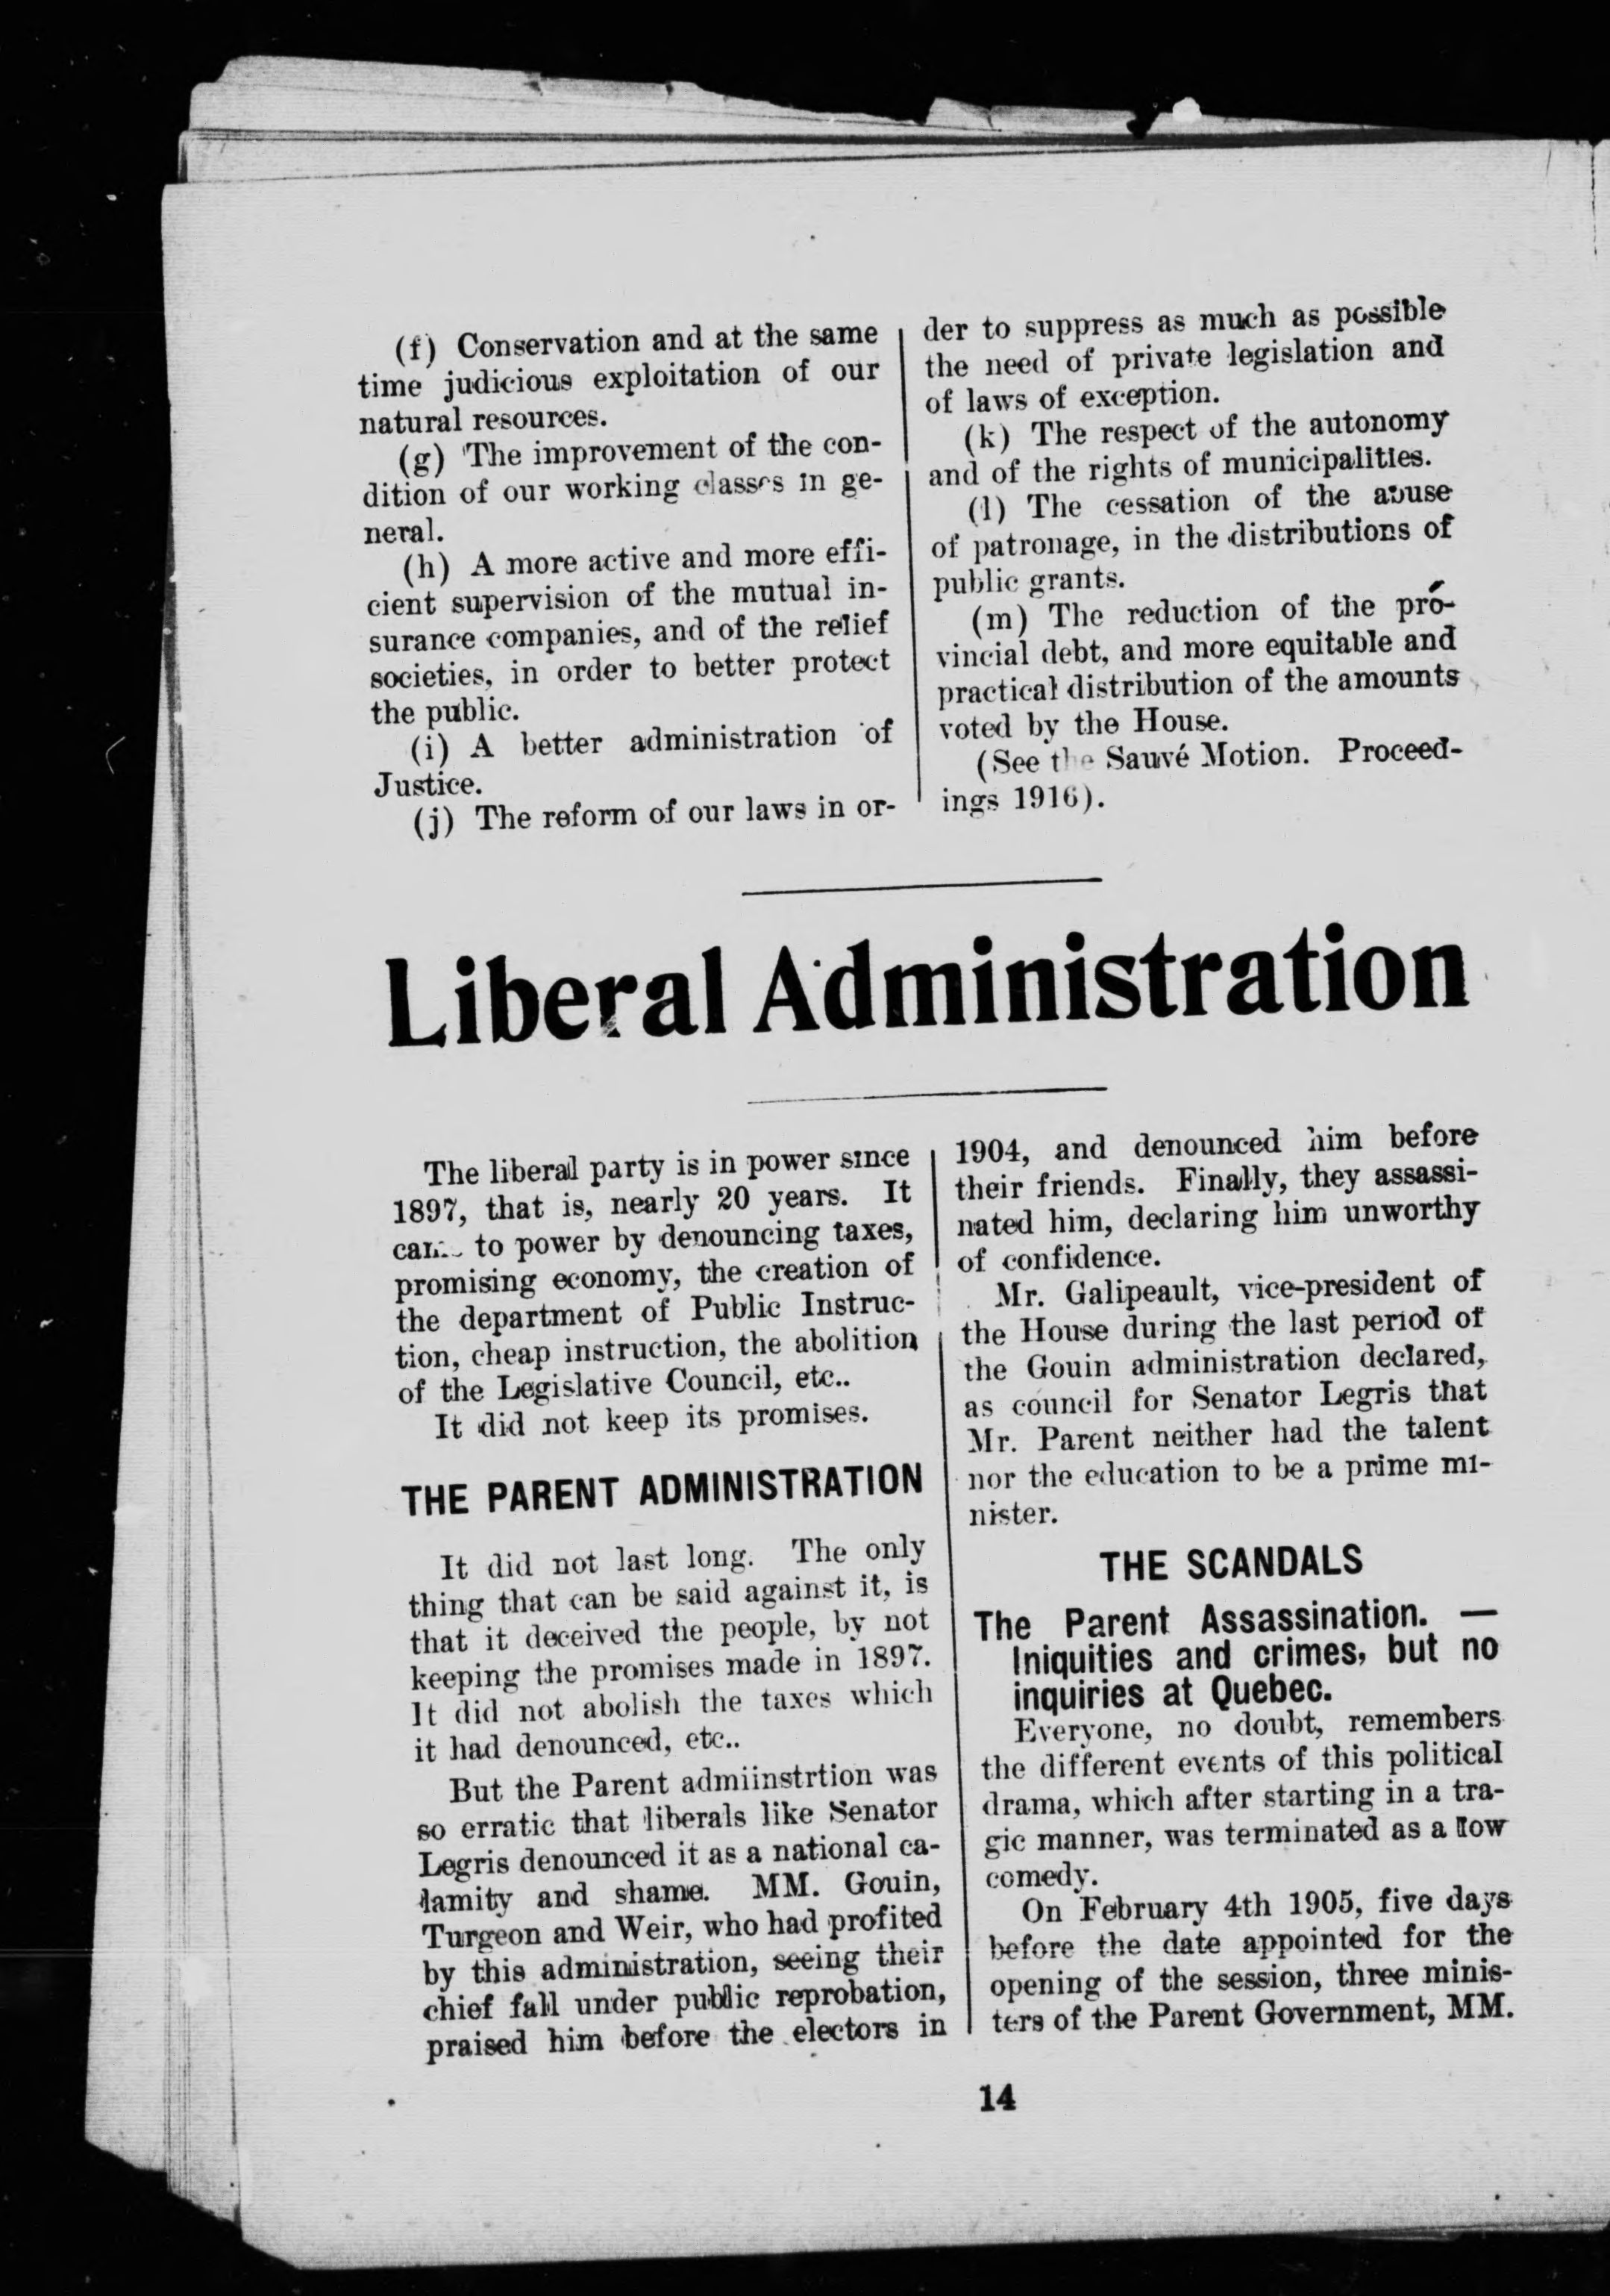 (f) Conservation and at the same
time judicious exploitation of our
natural resources.
(g) The improvement of the con-
dition of our working classes in ge-
neral.
(h) A more active and more effi-
cient supervision of the mutual in-
surance companies, and of the relief
societies, in order to better protect
the public.
(i) A better administration of
Justice.
(j) The reform of our laws in or-
der to suppress as much as possible
the need of private legislation and
of laws of exception.
(k) The respect of the autonomy
and of the rights of municipalities.
(l) The cessation of the abuse
of patronage, in the distributions of
public grants.
(m) The reduction of the pro-
vincial debt, and more equitable and
practical distribution of the amounts
voted by the House.
(See the Sauvé Motion. Proceed-
ings 1916).
Liberal Administration
The liberal party is in power since
1897, that is, nearly 20 years. It
came to power by denouncing taxes,
promising economy, the creation of
the department of Public Instruc-
tion, cheap instruction, the abolition
of the Legislative Council, etc..
It did not keep its promises.
THE PARENT ADMINISTRATION
It did not last long. The only
thing that can be said against it, is
that it deceived the people, by not
keeping the promises made in 1897.
It did not abolish the taxes which
it had denounced, etc..
But the Parent admiinstrtion was
so erratic that liberals like Senator
Legris denounced it as a national ca-
lamity and shame. MM. Gouin,
Turgeon and Weir, who had profited
by this administration, seeing their
chief fall under public reprobation,
praised him before the electors in
1904, and denounced him before
their friends. Finally, they assassi-
nated him, declaring him unworthy
of confidence.
Mr. Galipeault, vice-president of
the House during the last period of
the Gouin administration declared,
as council for Senator Legris that
Mr. Parent neither had the talent
nor the education to be a prime mi-
nister.
THE SCANDALS
The Parent Assassination. —
Iniquities and crimes, but no
inquiries at Quebec.
Everyone, no doubt, remembers
the different events of this political
drama, which after starting in a tra-
gic manner, was terminated as a low
comedy.
On February 4th 1905, five days
before the date appointed for the
opening of the session, three minis-
ters of the Parent Government, MM.
14